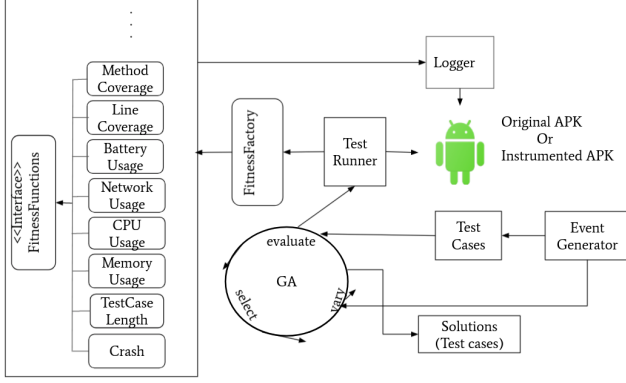 Method
Coverage
Line
Coverage
Battery
Usage
Network
Usage
CPU
Usage
Memory
Usage
TestCase
Length
Crash
<<Interface>>
FitnessFunctions
FitnessFactory
Test
Runner
Logger
Original APK
Or
Instrumented APK
evaluate
GA
select
vary
Test
Cases
Event
Generator
Solutions
(Test cases)